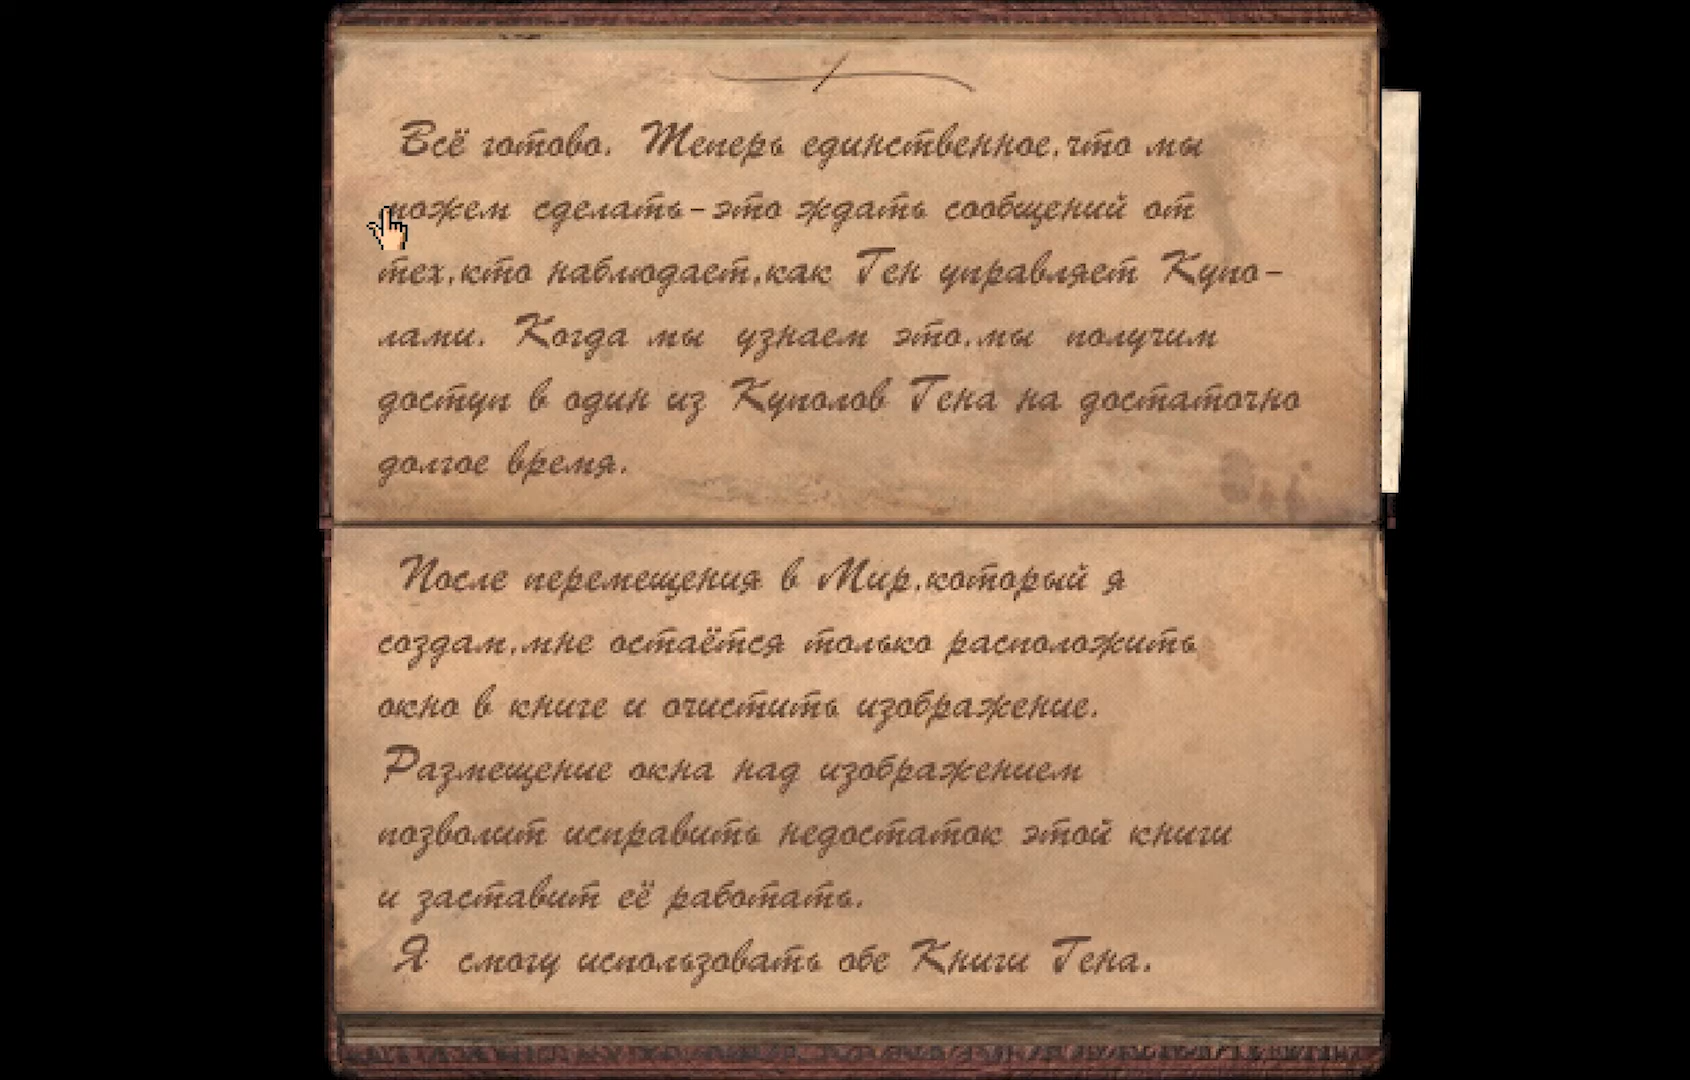 Всё готово. Теперь единственное,что мы
можем сделать-это ждать сообщений от
тех,кто наблюдает,как Ген управляет Купо-
лами. Когда мы узнаем это,мы получим
доступ в один из Куполов Гена на достаточно
долгое время.
После перемещения в Мир,который я
создам,мне остаётся только расположить
окно в книге и очистить изображение.
Размещение окна над изображением
позволит исправить недостаток этой книги
и заставит её работать.
Я смогу использовать обе Книги Гена.